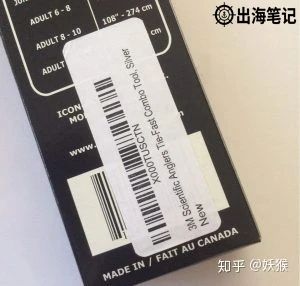 出海笔记
ADULT 6 - 8
108" - 274 cm
ADULT 8 - 10
cm
ICON
MO
X000TUSCTN
3M Scientific Anglers Tie-Fast Combo Tool, Silver
New
MADE IN / FAIT AU CANADA
知乎 @妖猴